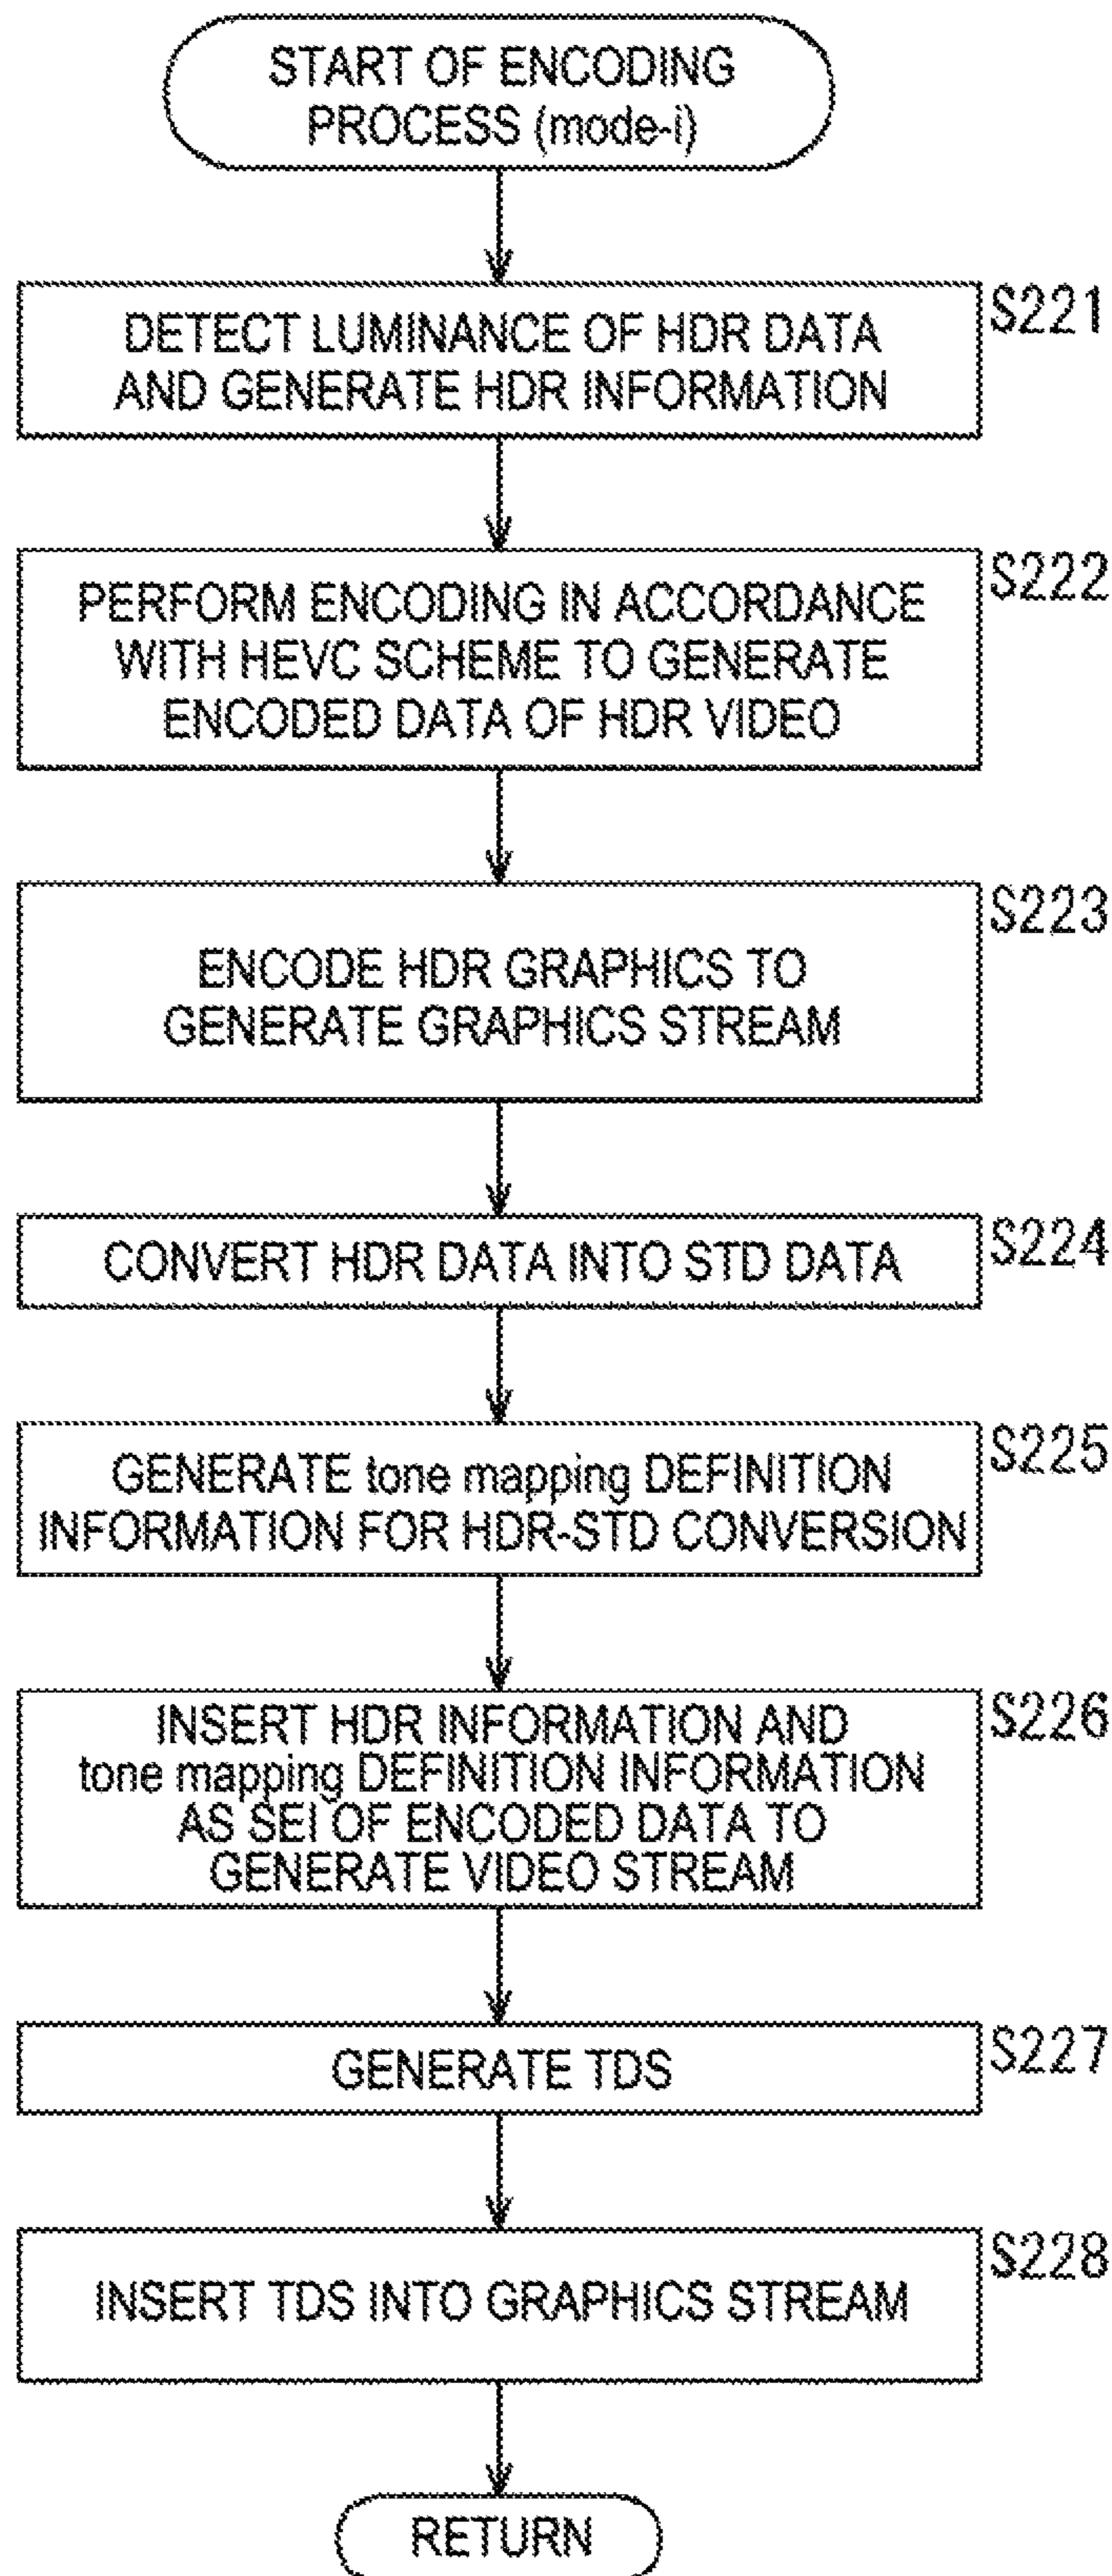 START OF ENCODING
PROCESS (mode-i)
S221
DETECT LUMINANCE OF HDR DATA
AND GENERATE HDR INFORMATION
S222
PERFORM ENCODING IN ACCORDANCE
WITH HEVC SCHEME TO GENERATE
ENCODED DATA OF HDR VIDEO
S223
ENCODE HDR GRAPHICS TO
GENERATE GRAPHICS STREAM
S224
CONVERT HDR DATA INTO STD DATA
S225
GENERATE tone mapping DEFINITION
INFORMATION FOR HDR-STD CONVERSION
S226
INSERT HDR INFORMATION AND
tone mapping DEFINITION INFORMATION
AS SEI OF ENCODED DATA TO
GENERATE VIDEO STREAM
S227
GENERATE TDS
S228
INSERT TDS INTO GRAPHICS STREAM
RETURN